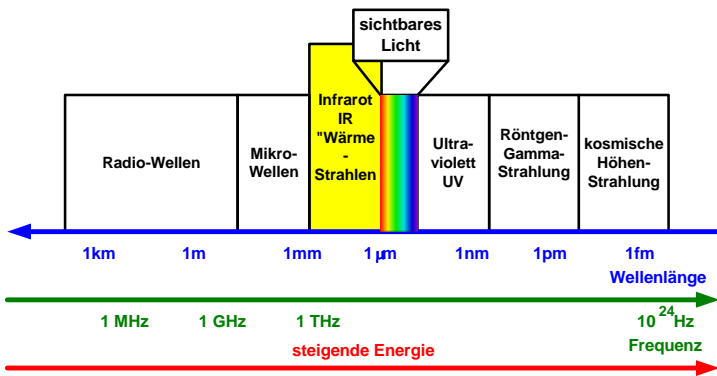 sichtbares
Licht
Radio-Wellen
Mikro-
Wellen
Infrarot
IR
"Wärme
-
Strahlen
Ultra-
violett
UV
Röntgen-
Gamma-
Strahlung
kosmische
Höhen-
Strahlung
1km 1m 1mm 1µm 1nm 1pm 1fm
Wellenlänge
1 MHz 1 GHz 1 THz 10^24 Hz
Frequenz
steigende Energie